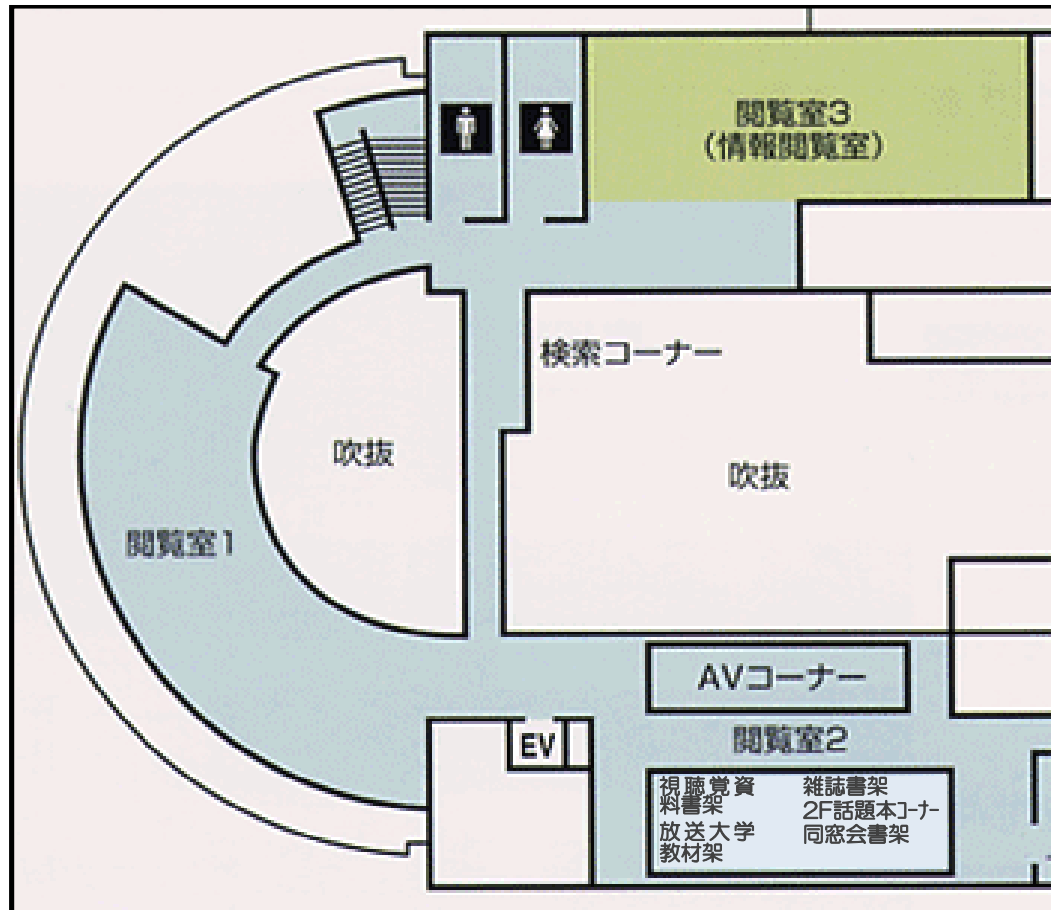 閲覧室3
(情報閲覧室)
検索コーナー
吹抜
吹抜
閲覧室1
AVコーナー
閲覧室2
EV
視聴覚資
料書架
放送大学
教材架
雑誌書架
2F話題本コーナー
同窓会書架